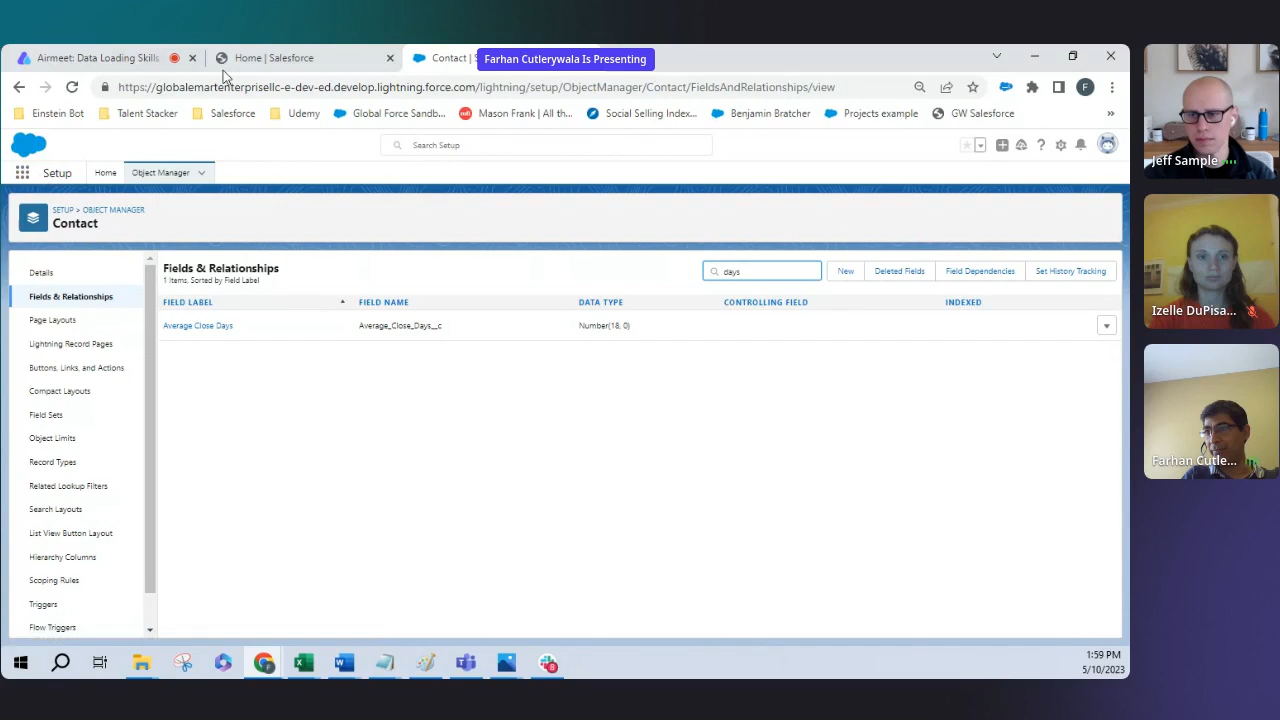 Airmeet: Data Loading Skills
Home | Salesforce
Contact | S
Farhan Cutlerywala Is Presenting
https://globalemartenterprisellc-e-dev-ed.develop.lightning.force.com/lightning/setup/ObjectManager/Contact/FieldsAndRelationships/view
F
Einstein Bot
Talent Stacker
Salesforce
Udemy
Global Force Sandb...
Mason Frank | All th...
Social Selling Index...
Benjamin Bratcher
Projects example
GW Salesforce
»
Search Setup
Setup
Home
Object Manager
SETUP > OBJECT MANAGER
Contact
Details
Fields & Relationships
Page Layouts
Lightning Record Pages
Buttons, Links, and Actions
Compact Layouts
Field Sets
Object Limits
Record Types
Related Lookup Filters
Search Layouts
List View Button Layout
Hierarchy Columns
Scoping Rules
Triggers
Flow Triggers
Fields & Relationships
1 Items, Sorted by Field Label
days
New
Deleted Fields
Field Dependencies
Set History Tracking
FIELD LABEL
FIELD NAME
DATA TYPE
CONTROLLING FIELD
INDEXED
Average Close Days
Average_Close_Days__c
Number(18, 0)
1:59 PM
5/10/2023
Jeff Sample
Izelle DuPisa...
Farhan Cutle...